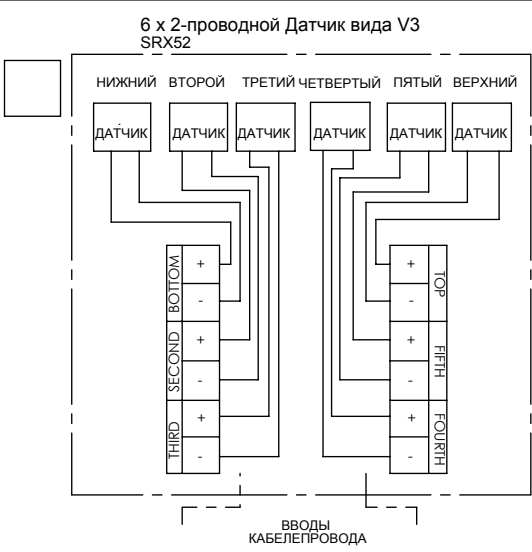 6 x 2-проводной Датчик вида V3
SRX52
НИЖНИЙ ВТОРОЙ ТРЕТИЙ ЧЕТВЕРТЫЙ ПЯТЫЙ ВЕРХНИЙ
ДАТЧИК ДАТЧИК ДАТЧИК ДАТЧИК ДАТЧИК ДАТЧИК
BOTTOM
+
-
SECOND
+
-
THIRD
+
-
+
-
TOP
+
-
FIFTH
+
-
FOURTH
ВВОДЫ
КАБЕЛЕПРОВОДА